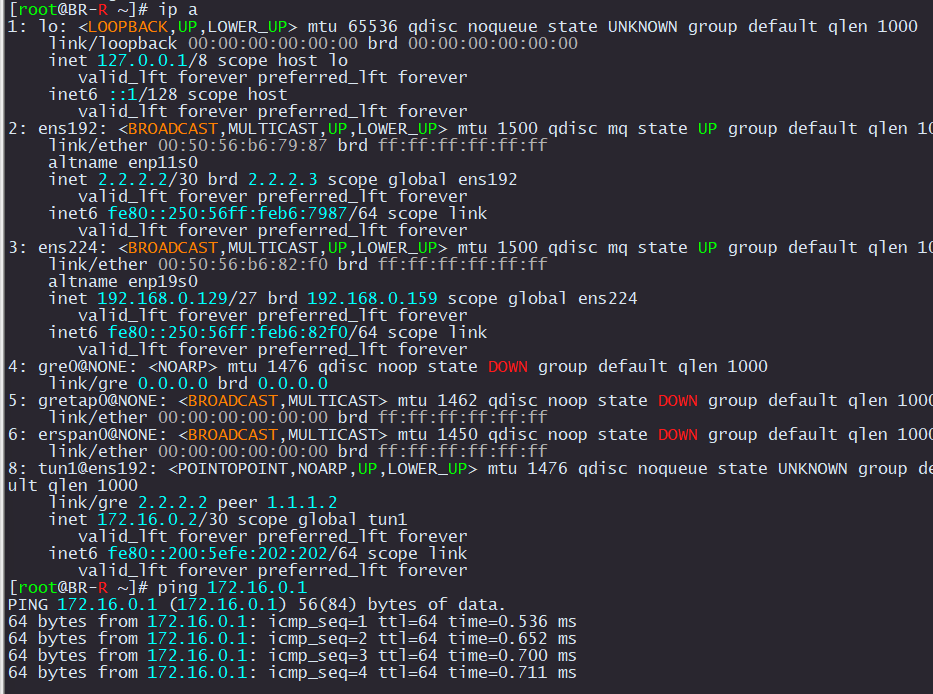 [root@BR-R ~]# ip a
1: lo: <LOOPBACK,UP,LOWER_UP> mtu 65536 qdisc noqueue state UNKNOWN group default qlen 1000
link/loopback 00:00:00:00:00:00 brd 00:00:00:00:00:00
inet 127.0.0.1/8 scope host lo
valid_lft forever preferred_lft forever
inet6 ::1/128 scope host
valid_lft forever preferred_lft forever
2: ens192: <BROADCAST,MULTICAST,UP,LOWER_UP> mtu 1500 qdisc mq state UP group default qlen 10
link/ether 00:50:56:b6:79:87 brd ff:ff:ff:ff:ff:ff
altname enp11s0
inet 2.2.2.2/30 brd 2.2.2.3 scope global ens192
valid_lft forever preferred_lft forever
inet6 fe80::250:56ff:feb6:7987/64 scope link
valid_lft forever preferred_lft forever
3: ens224: <BROADCAST,MULTICAST,UP,LOWER_UP> mtu 1500 qdisc mq state UP group default qlen 10
link/ether 00:50:56:b6:82:f0 brd ff:ff:ff:ff:ff:ff
altname enp19s0
inet 192.168.0.129/27 brd 192.168.0.159 scope global ens224
valid_lft forever preferred_lft forever
inet6 fe80::250:56ff:feb6:82f0/64 scope link
valid_lft forever preferred_lft forever
4: gre0@NONE: <NOARP> mtu 1476 qdisc noop state DOWN group default qlen 1000
link/gre 0.0.0.0 brd 0.0.0.0
5: gretap0@NONE: <BROADCAST,MULTICAST> mtu 1462 qdisc noop state DOWN group default qlen 1000
link/ether 00:00:00:00:00:00 brd ff:ff:ff:ff:ff:ff
6: erspan0@NONE: <BROADCAST,MULTICAST> mtu 1450 qdisc noop state DOWN group default qlen 1000
link/ether 00:00:00:00:00:00 brd ff:ff:ff:ff:ff:ff
8: tun1@ens192: <POINTOPOINT,NOARP,UP,LOWER_UP> mtu 1476 qdisc noqueue state UNKNOWN group de
ult qlen 1000
link/gre 2.2.2.2 peer 1.1.1.2
inet 172.16.0.2/30 scope global tun1
valid_lft forever preferred_lft forever
inet6 fe80::200:5efe:202:202/64 scope link
valid_lft forever preferred_lft forever
[root@BR-R ~]# ping 172.16.0.1
PING 172.16.0.1 (172.16.0.1) 56(84) bytes of data.
64 bytes from 172.16.0.1: icmp_seq=1 ttl=64 time=0.536 ms
64 bytes from 172.16.0.1: icmp_seq=2 ttl=64 time=0.652 ms
64 bytes from 172.16.0.1: icmp_seq=3 ttl=64 time=0.700 ms
64 bytes from 172.16.0.1: icmp_seq=4 ttl=64 time=0.711 ms